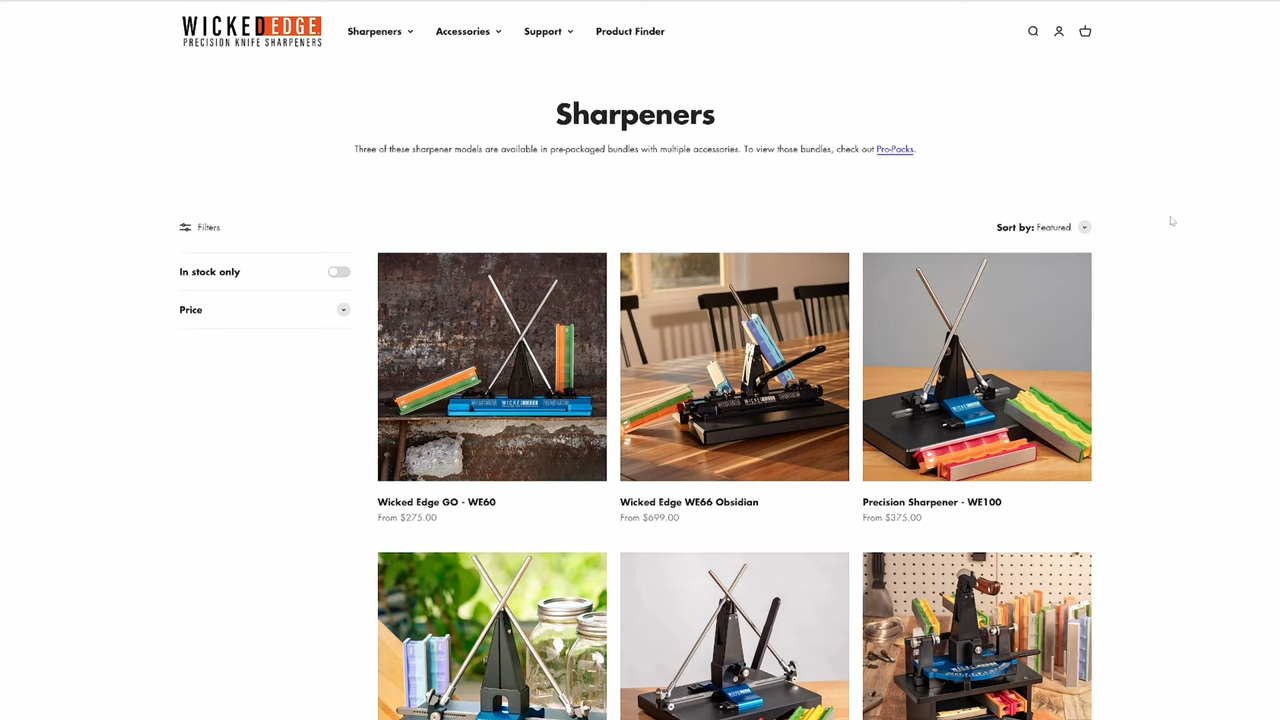 WICKED EDGE
PRECISION KNIFE SHARPENERS
Sharpeners
Accessories
Support
Product Finder
Sharpeners
Three of these sharpener models are available in pre-packaged bundles with multiple accessories. To view those bundles, check out Pro-Packs.
Filters
Sort by: Featured
In stock only
Price
Wicked Edge GO - WE60
From $275.00
Wicked Edge WE66 Obsidian
From $699.00
Precision Sharpener - WE100
From $375.00